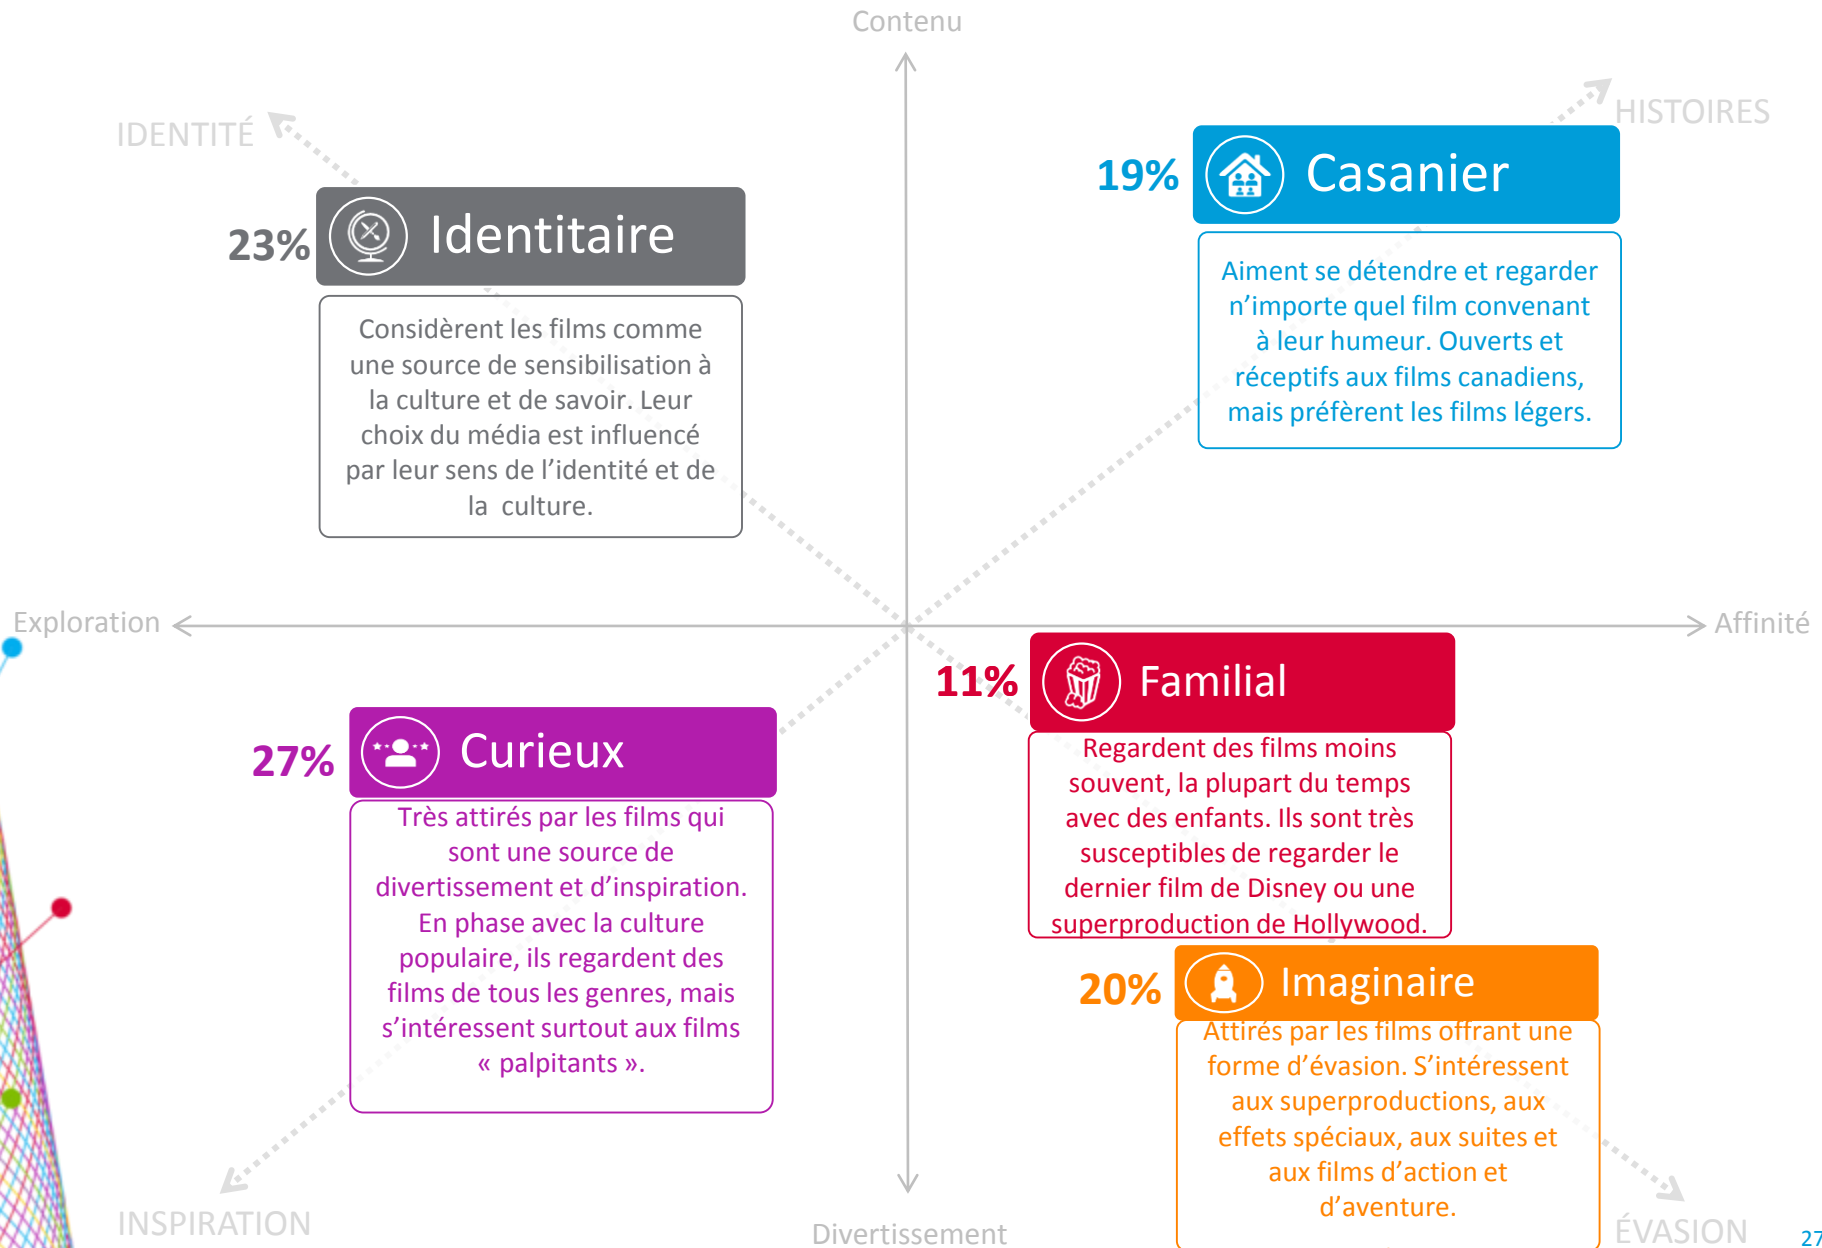 Contenu
IDENTITÉ
HISTOIRES
23%
Identitaire
Considèrent les films comme
une source de sensibilisation à
la culture et de savoir. Leur
choix du média est influencé
par leur sens de l’identité et de
la culture.
19%
Casanier
Aiment se détendre et regarder
n’importe quel film convenant
à leur humeur. Ouverts et
réceptifs aux films canadiens,
mais préfèrent les films légers.
Exploration
Affinité
27%
Curieux
Très attirés par les films qui
sont une source de
divertissement et d’inspiration.
En phase avec la culture
populaire, ils regardent des
films de tous les genres, mais
s’intéressent surtout aux films
« palpitants ».
11%
Familial
Regardent des films moins
souvent, la plupart du temps
avec des enfants. Ils sont très
susceptibles de regarder le
dernier film de Disney ou une
superproduction de Hollywood.
20%
Imaginaire
Attirés par les films offrant une
forme d’évasion. S’intéressent
aux superproductions, aux
effets spéciaux, aux suites et
aux films d’action et
d’aventure.
INSPIRATION
Divertissement
ÉVASION
27